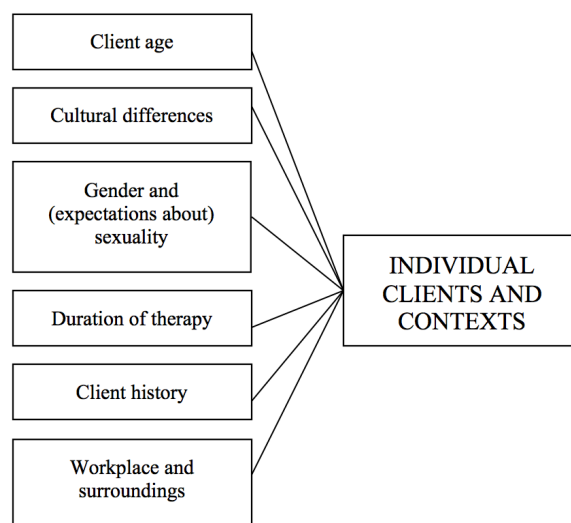 Client age
Cultural differences
Gender and
(expectations about)
sexuality
Duration of therapy
Client history
Workplace and
surroundings
INDIVIDUAL
CLIENTS AND
CONTEXTS